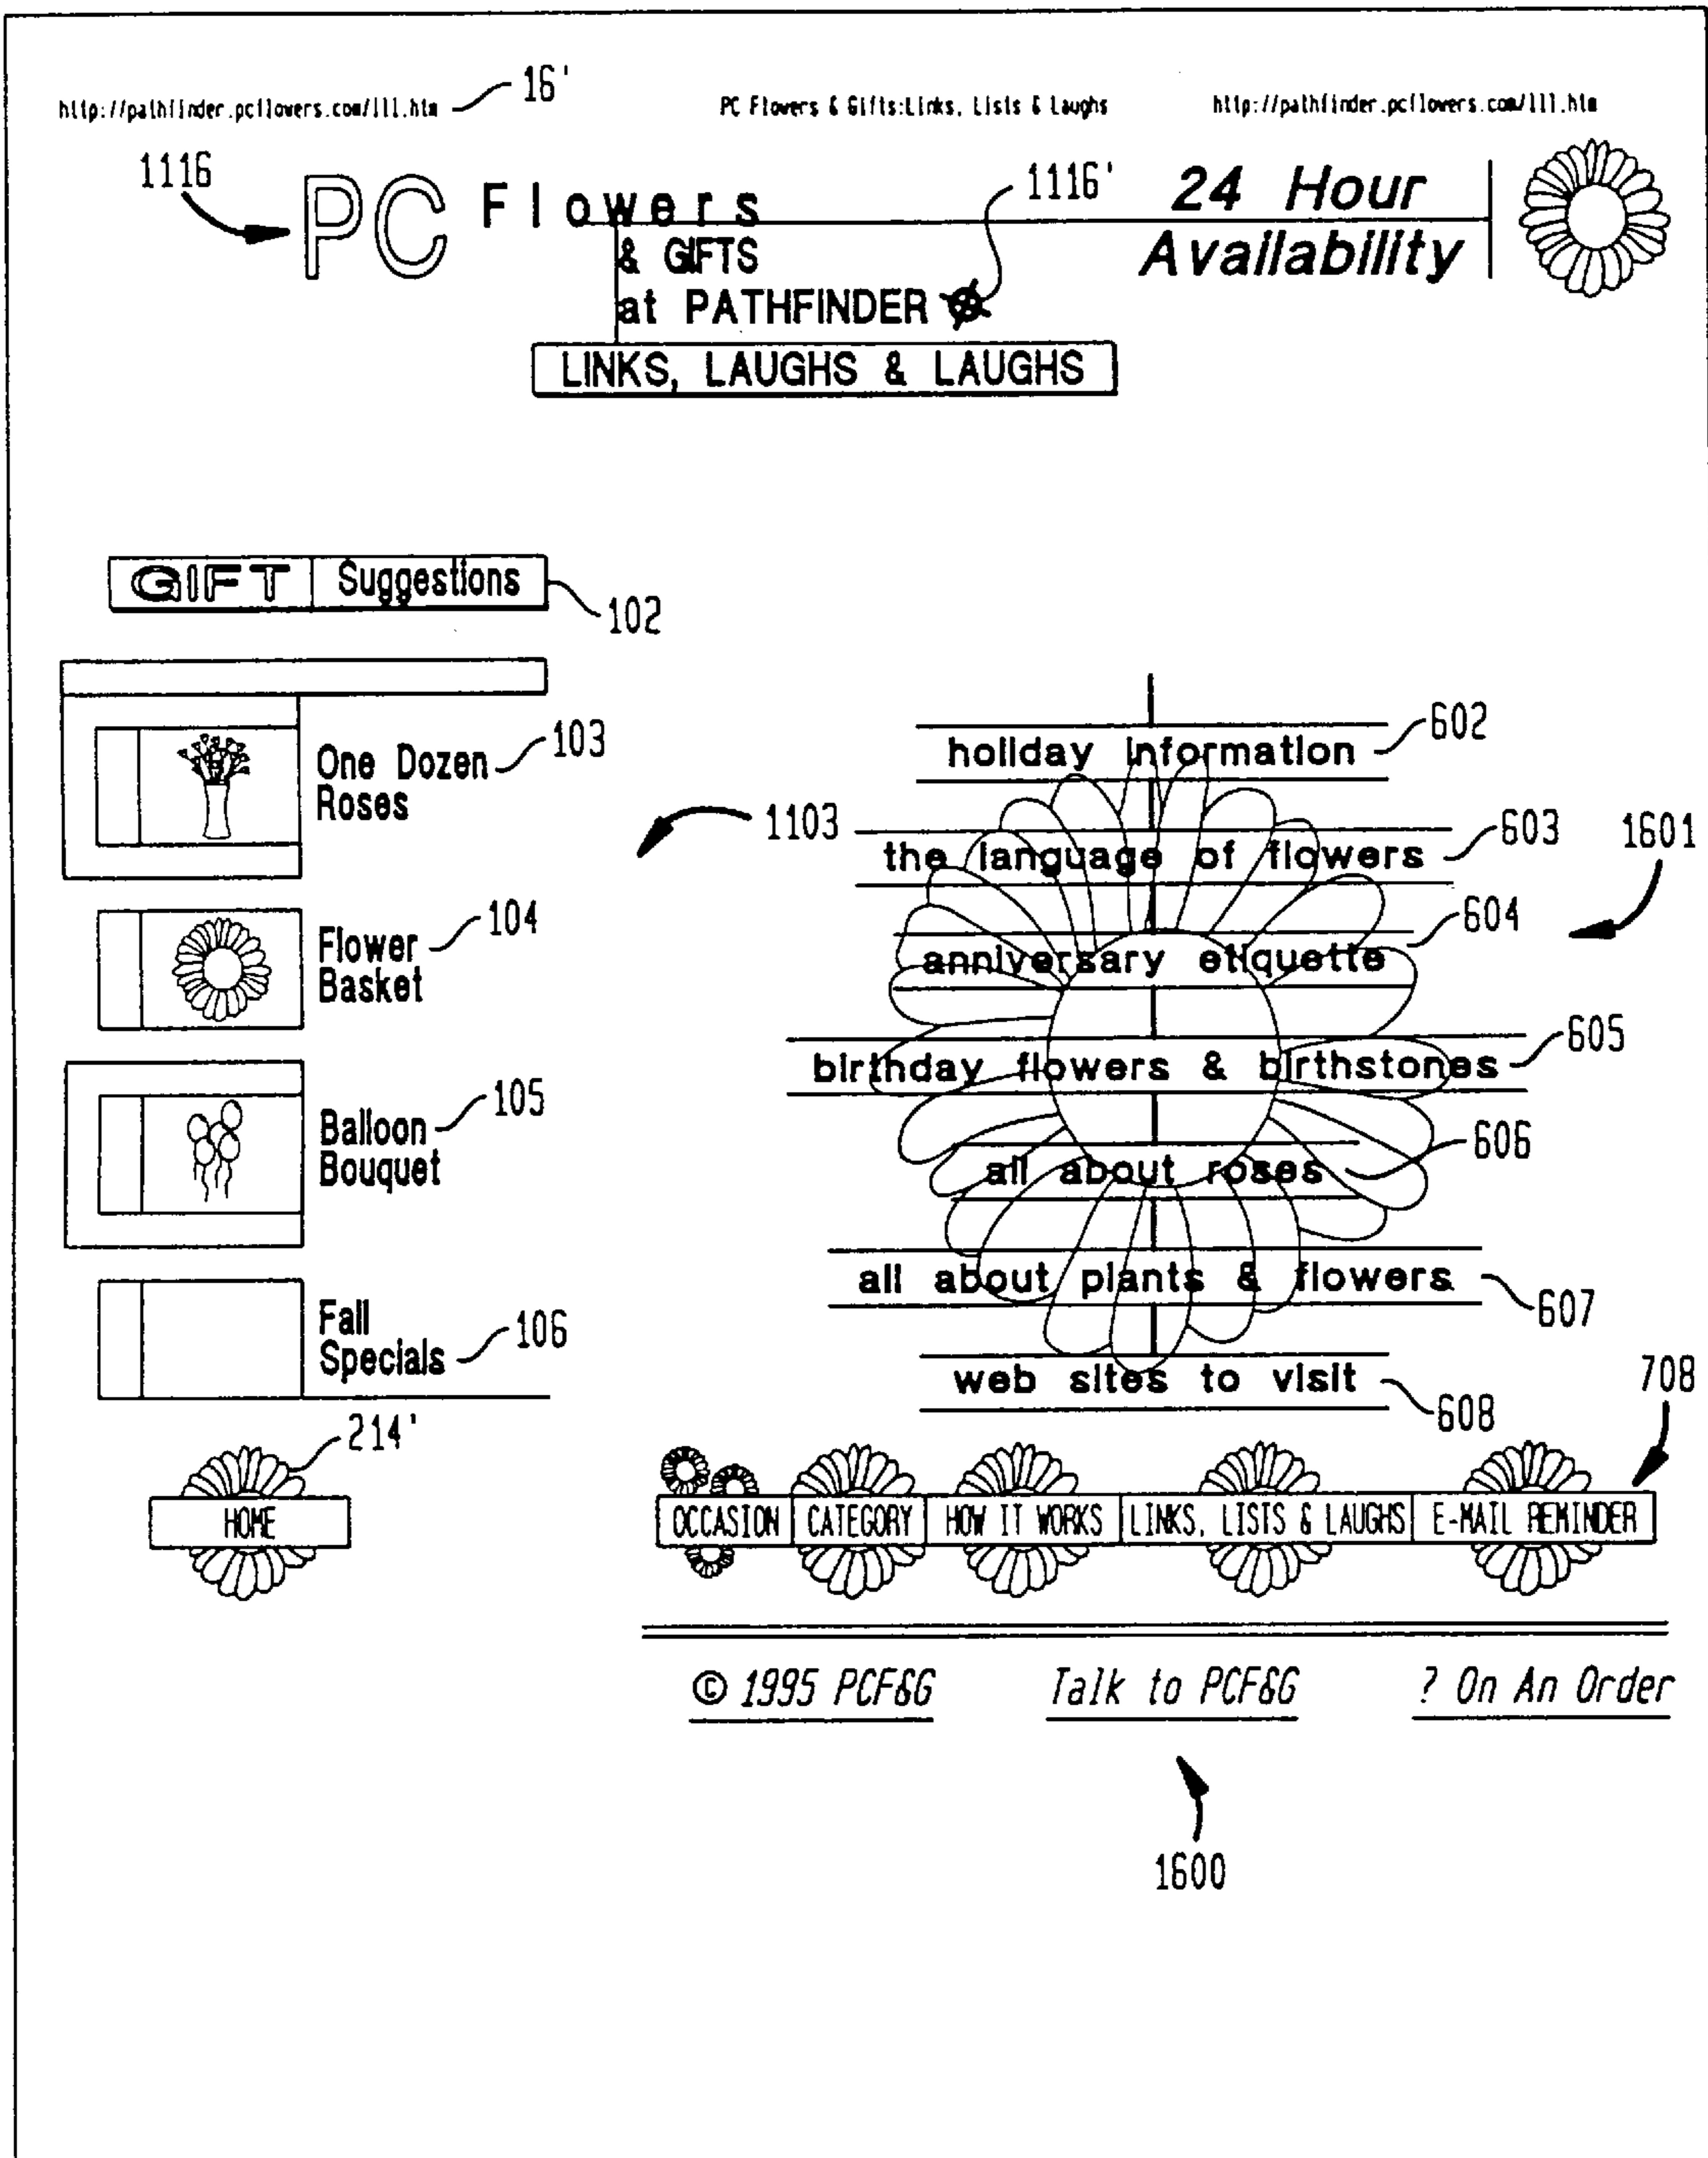 http://pathfinder.pcflowers.com/lll.htm
16'
PC Flowers & Gifts:Links, Lists & Laughs
http://pathfinder.pcflowers.com/lll.htm
1116
PC Flowers
& GIFTS
at PATHFINDER
1116'
24 Hour
Availability
LINKS, LAUGHS & LAUGHS
GIFT Suggestions
102
One Dozen
Roses
103
Flower
Basket
104
Balloon
Bouquet
105
Fall
Specials
106
1103
holiday information
602
the language of flowers
603
1601
anniversary etiquette
604
birthday flowers & birthstones
605
all about roses
606
all about plants & flowers
607
web sites to visit
608
708
214'
HOME
OCCASION CATEGORY HOW IT WORKS LINKS, LISTS & LAUGHS E-MAIL REMINDER
© 1995 PCF&G Talk to PCF&G ? On An Order
1600